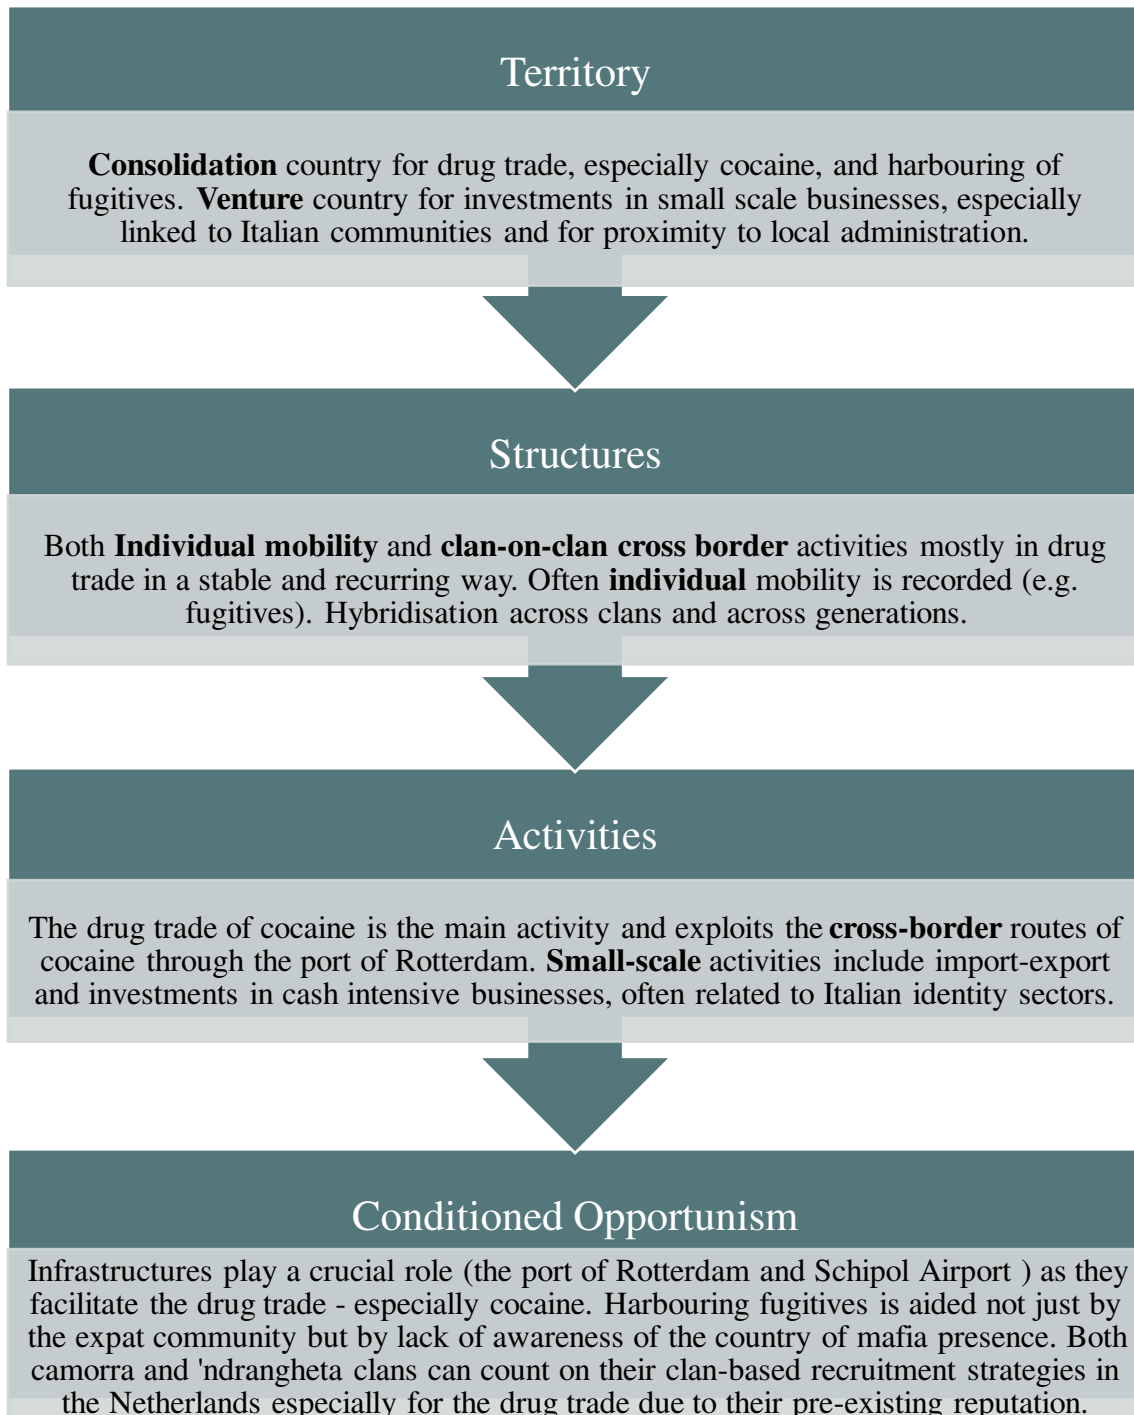 Territory
Consolidation country for drug trade, especially cocaine, and harbouring of
fugitives. Venture country for investments in small scale businesses, especially
linked to Italian communities and for proximity to local administration.
Structures
Both Individual mobility and clan-on-clan cross border activities mostly in drug
trade in a stable and recurring way. Often individual mobility is recorded (e.g.
fugitives). Hybridisation across clans and across generations.
Activities
The drug trade of cocaine is the main activity and exploits the cross-border routes of
cocaine through the port of Rotterdam. Small-scale activities include import-export
and investments in cash intensive businesses, often related to Italian identity sectors.
Conditioned Opportunism
Infrastructures play a crucial role (the port of Rotterdam and Schipol Airport ) as they
facilitate the drug trade - especially cocaine. Harbouring fugitives is aided not just by
the expat community but by lack of awareness of the country of mafia presence. Both
camorra and 'ndrangheta clans can count on their clan-based recruitment strategies in
the Netherlands especially for the drug trade due to their pre-existing reputation.